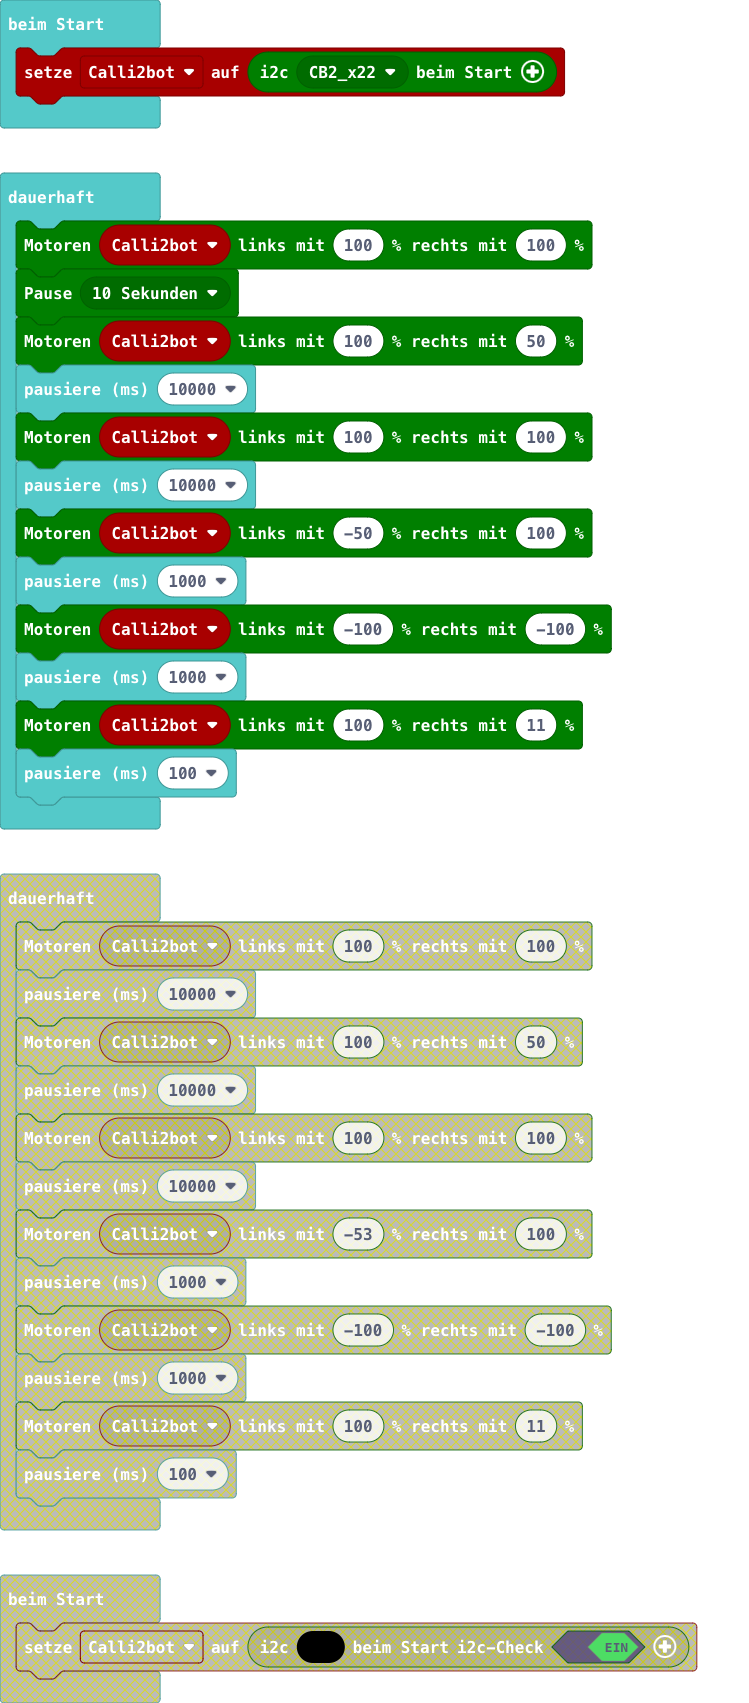 beim Start
setze Calli2bot auf i2c CB2_x22 beim Start
dauerhaft
Motoren Calli2bot links mit 100 % rechts mit 100 %
Pause 10 Sekunden
Motoren Calli2bot links mit 100 % rechts mit 50 %
pausiere (ms) 10000
Motoren Calli2bot links mit 100 % rechts mit 100 %
pausiere (ms) 10000
Motoren Calli2bot links mit -50 % rechts mit 100 %
pausiere (ms) 1000
Motoren Calli2bot links mit -100 % rechts mit -100 %
pausiere (ms) 1000
Motoren Calli2bot links mit 100 % rechts mit 11 %
pausiere (ms) 100
dauerhaft
Motoren Calli2bot links mit 100 % rechts mit 100 %
pausiere (ms) 10000
Motoren Calli2bot links mit 100 % rechts mit 50 %
pausiere (ms) 10000
Motoren Calli2bot links mit 100 % rechts mit 100 %
pausiere (ms) 10000
Motoren Calli2bot links mit -53 % rechts mit 100 %
pausiere (ms) 1000
Motoren Calli2bot links mit -100 % rechts mit -100 %
pausiere (ms) 1000
Motoren Calli2bot links mit 100 % rechts mit 11 %
pausiere (ms) 100
beim Start
setze Calli2bot auf i2c beim Start i2c-Check EIN